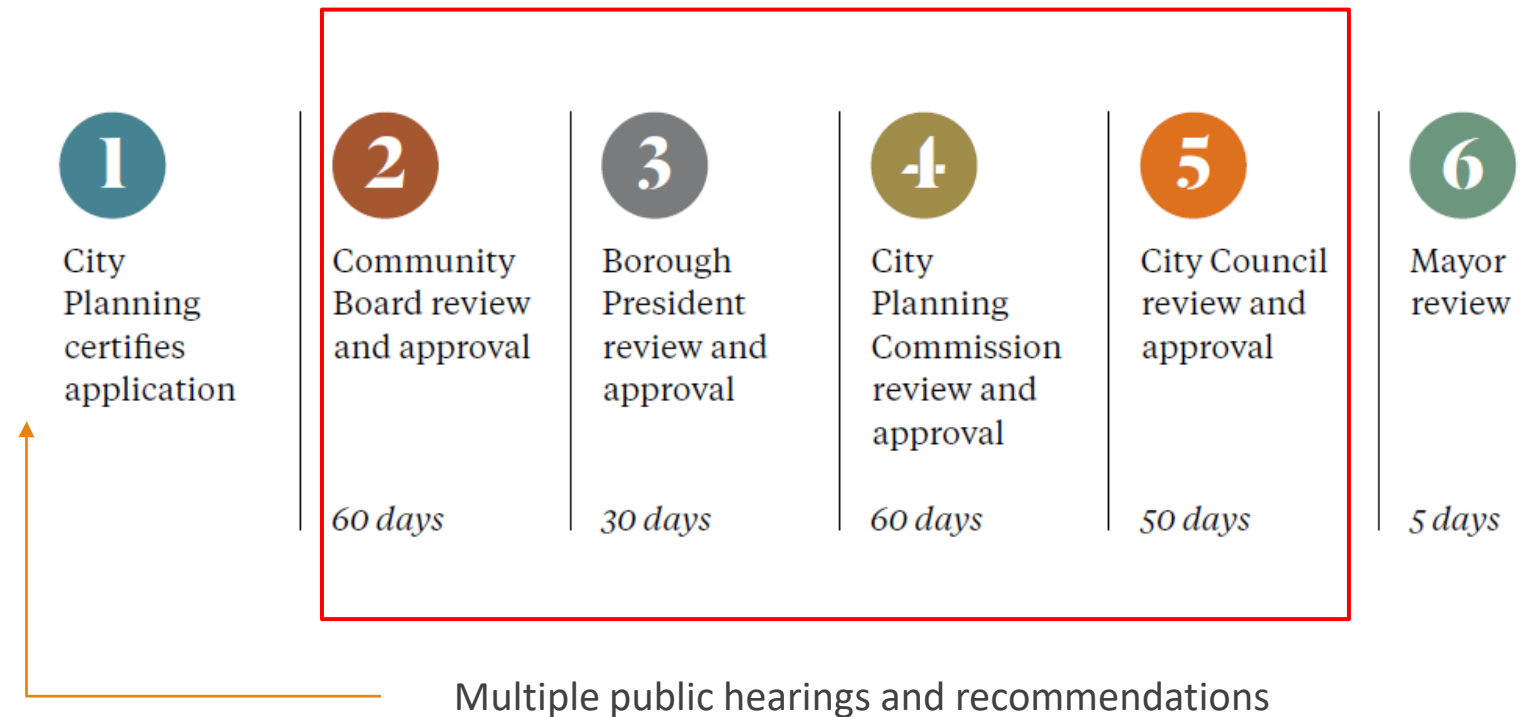 1
City
Planning
certifies
application
2
Community
Board review
and approval
60 days
3
Borough
President
review and
approval
30 days
4
City
Planning
Commission
review and
approval
60 days
5
City Council
review and
approval
50 days
6
Mayor
review
5 days
Multiple public hearings and recommendations